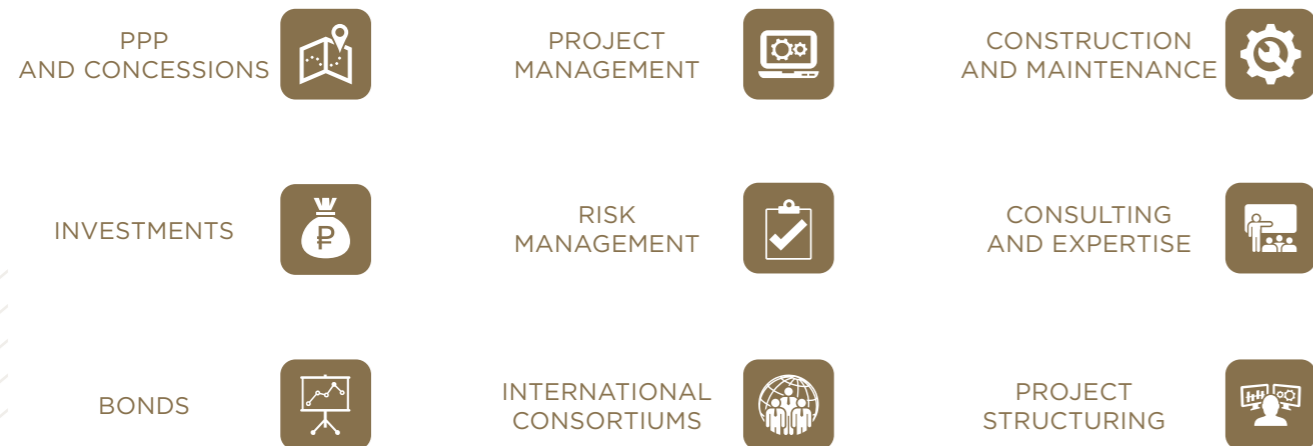 PPP
AND CONCESSIONS
PROJECT
MANAGEMENT
CONSTRUCTION
AND MAINTENANCE
INVESTMENTS
₽
RISK
MANAGEMENT
CONSULTING
AND EXPERTISE
BONDS
INTERNATIONAL
CONSORTIUMS
PROJECT
STRUCTURING